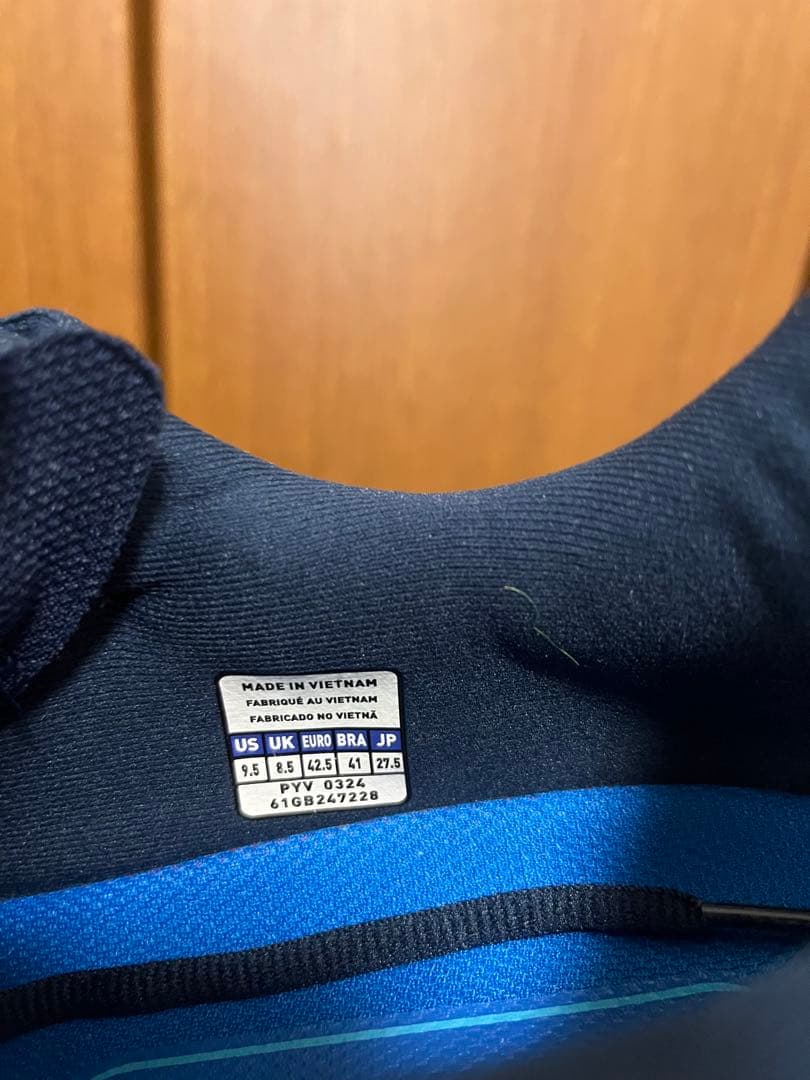 MADE IN VIETNAM
FABRIQUÉ AU VIETNAM
FABRICADO NO VIETNÃ
US UK EURO BRA JP
9.5 8.5 42.5 41 27.5
PYV 0324
61GB247228